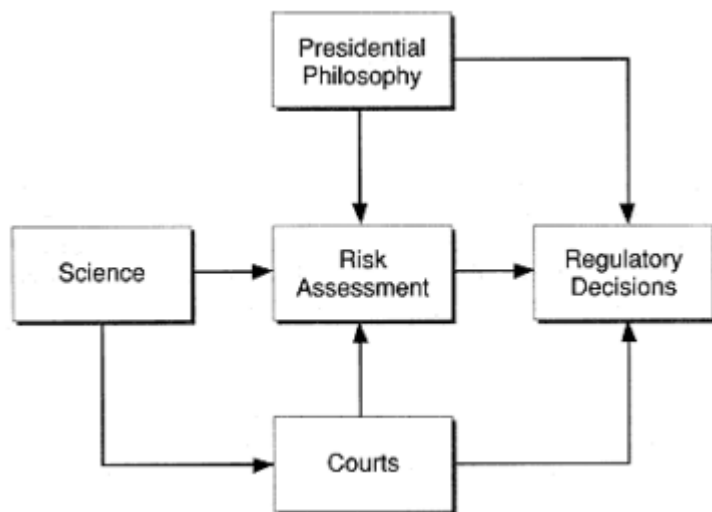 Presidential
Philosophy
Science
Risk
Assessment
Regulatory
Decisions
Courts